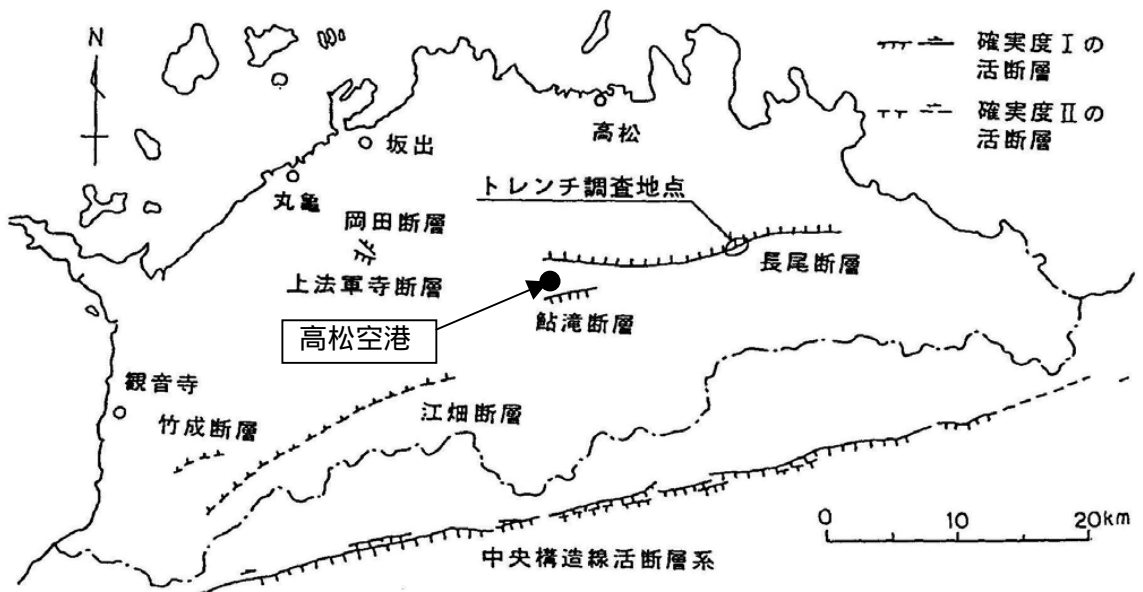 N
確実度Iの
活断層
確実度IIの
活断層
高松
坂出
丸亀
トレンチ調査地点
岡田断層
長尾断層
上法軍寺断層
鮎滝断層
高松空港
観音寺
竹成断層
江畑断層
0 10 20km
中央構造線活断層系